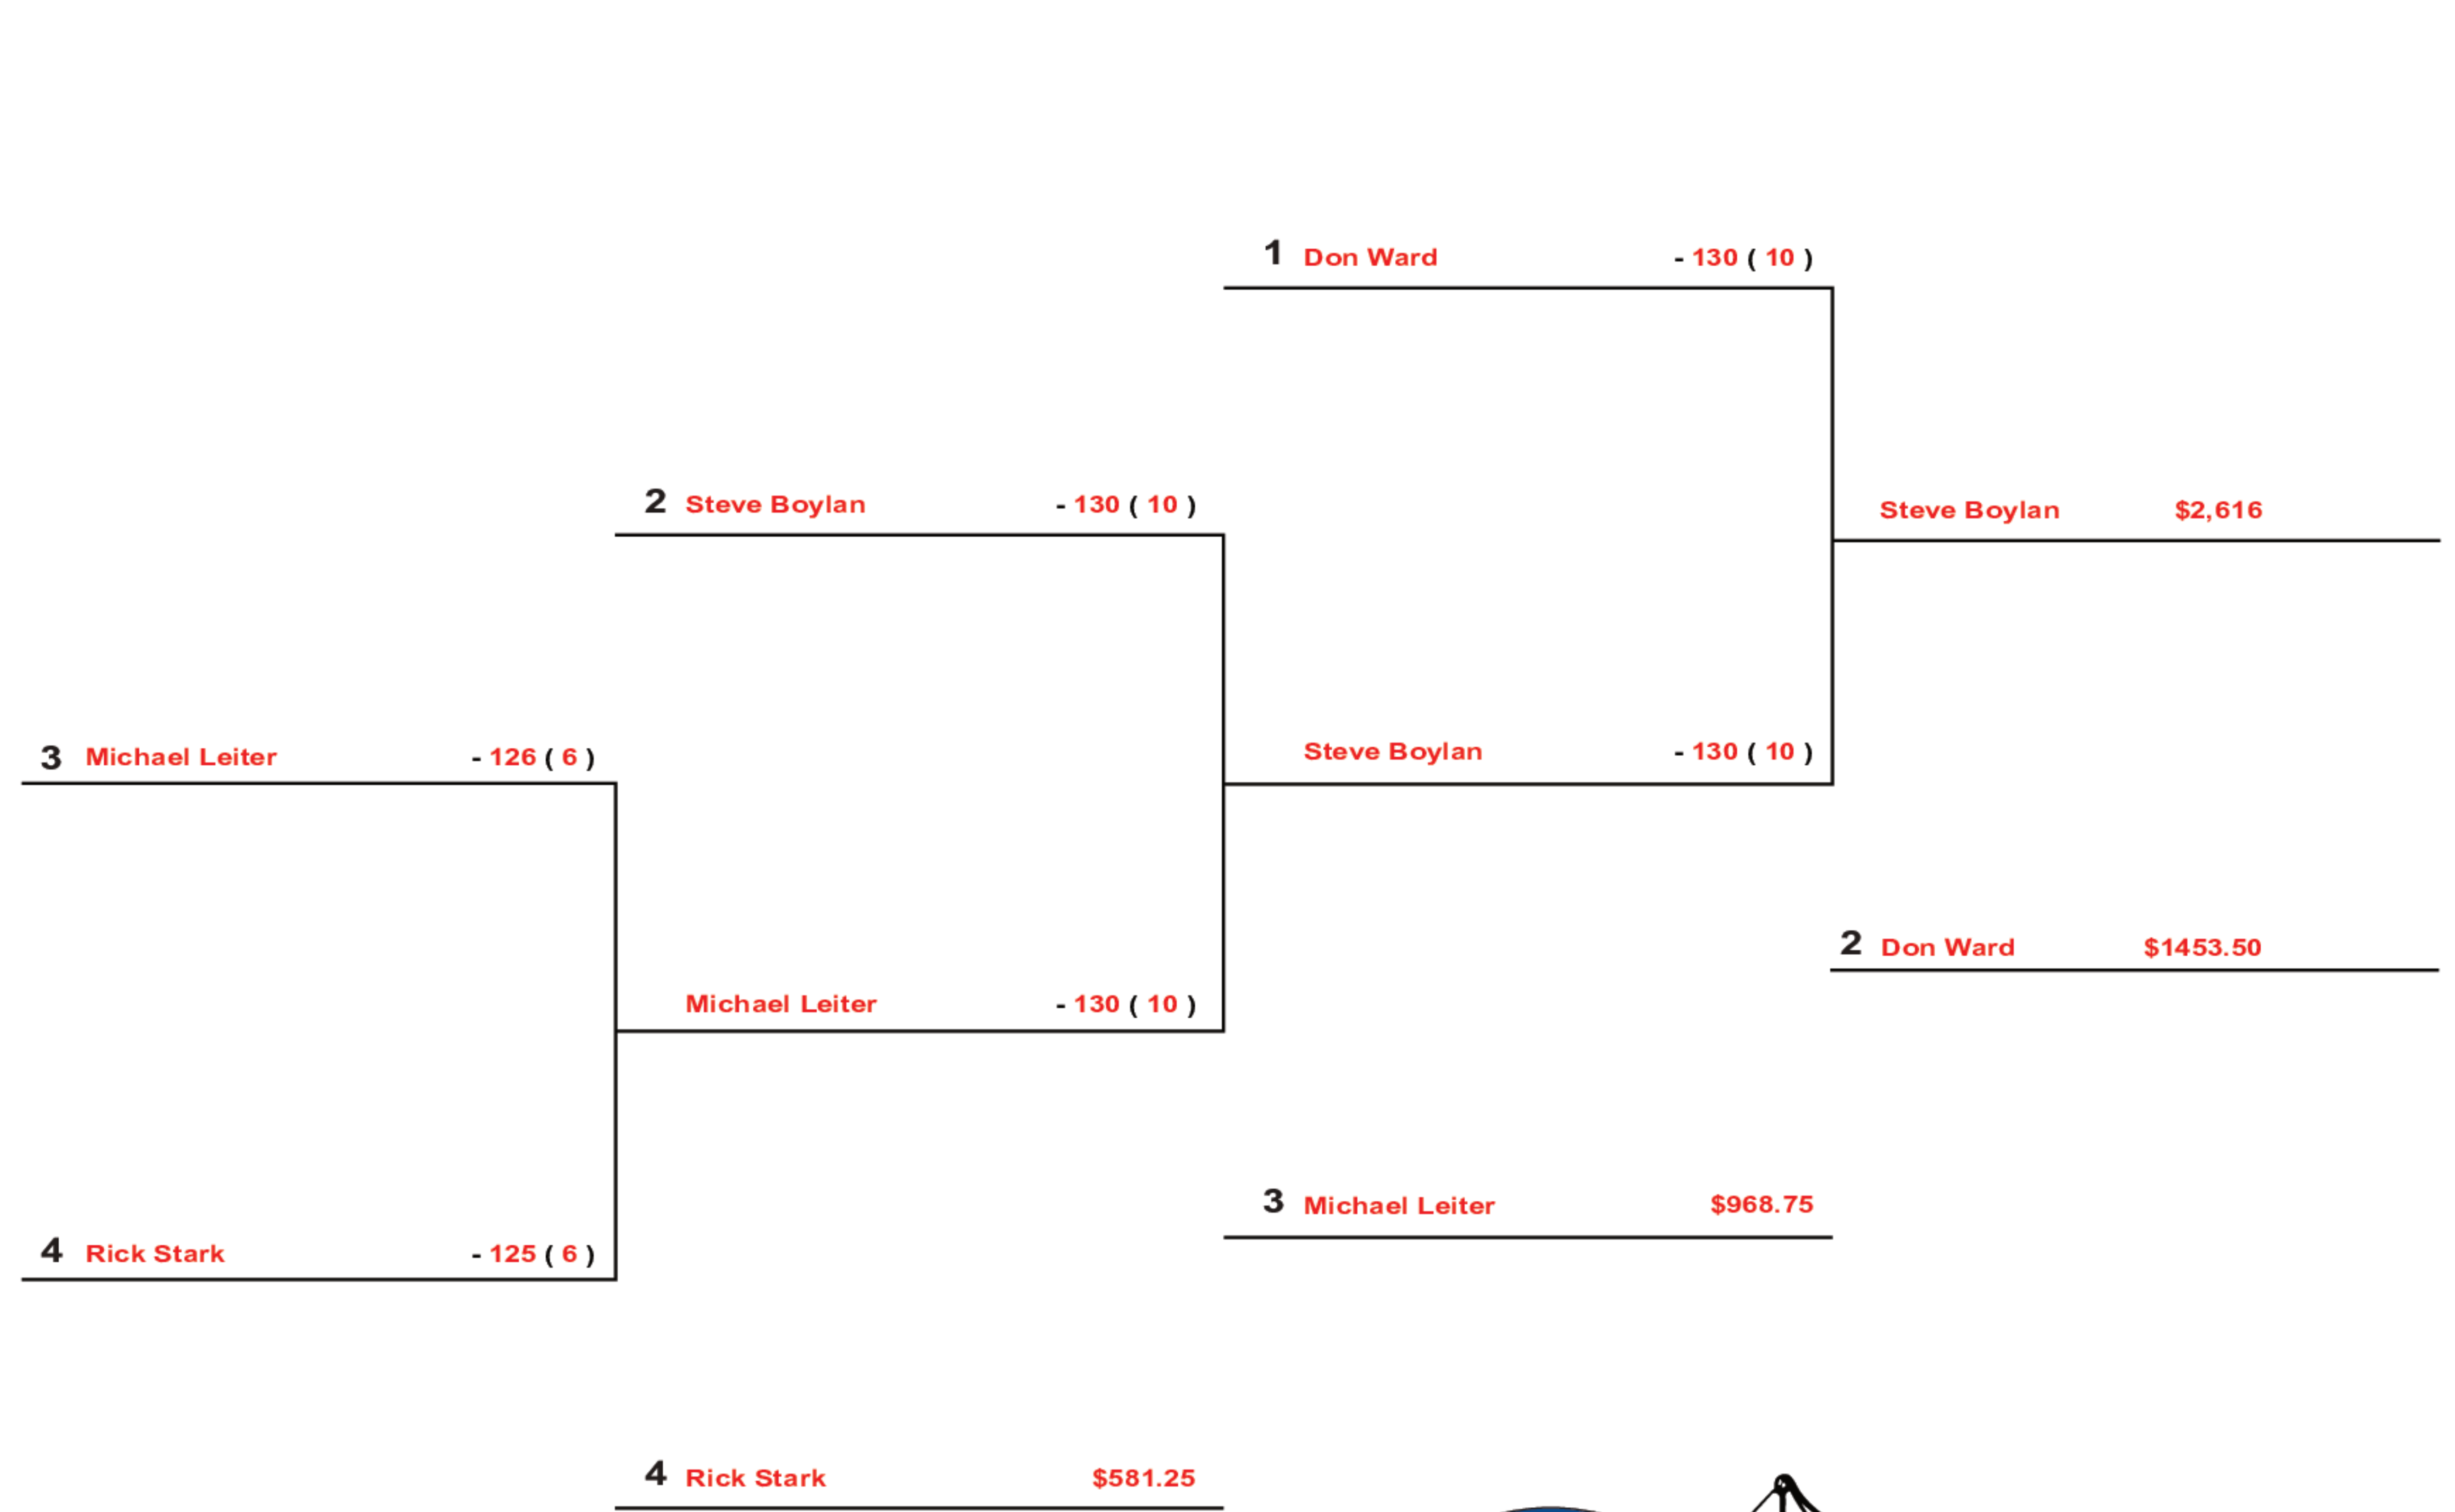 1 Don Ward - 130 ( 10 )
2 Steve Boylan - 130 ( 10 )
Steve Boylan $2,616
3 Michael Leiter - 126 ( 6 )
Steve Boylan - 130 ( 10 )
2 Don Ward $1453.50
Michael Leiter - 130 ( 10 )
3 Michael Leiter $968.75
4 Rick Stark - 125 ( 6 )
4 Rick Stark $581.25